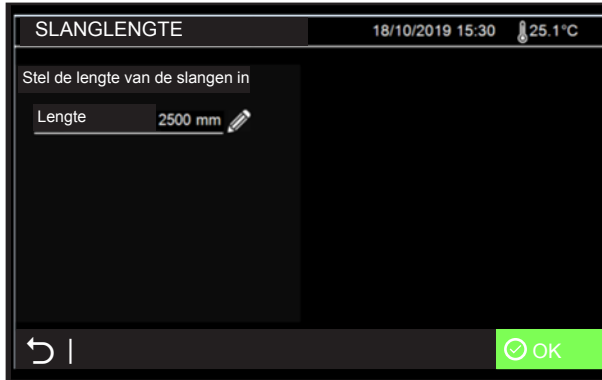 SLANGLENGTE 18/10/2019 15:30 25.1°C
Stel de lengte van de slangen in
Lengte 2500 mm
OK